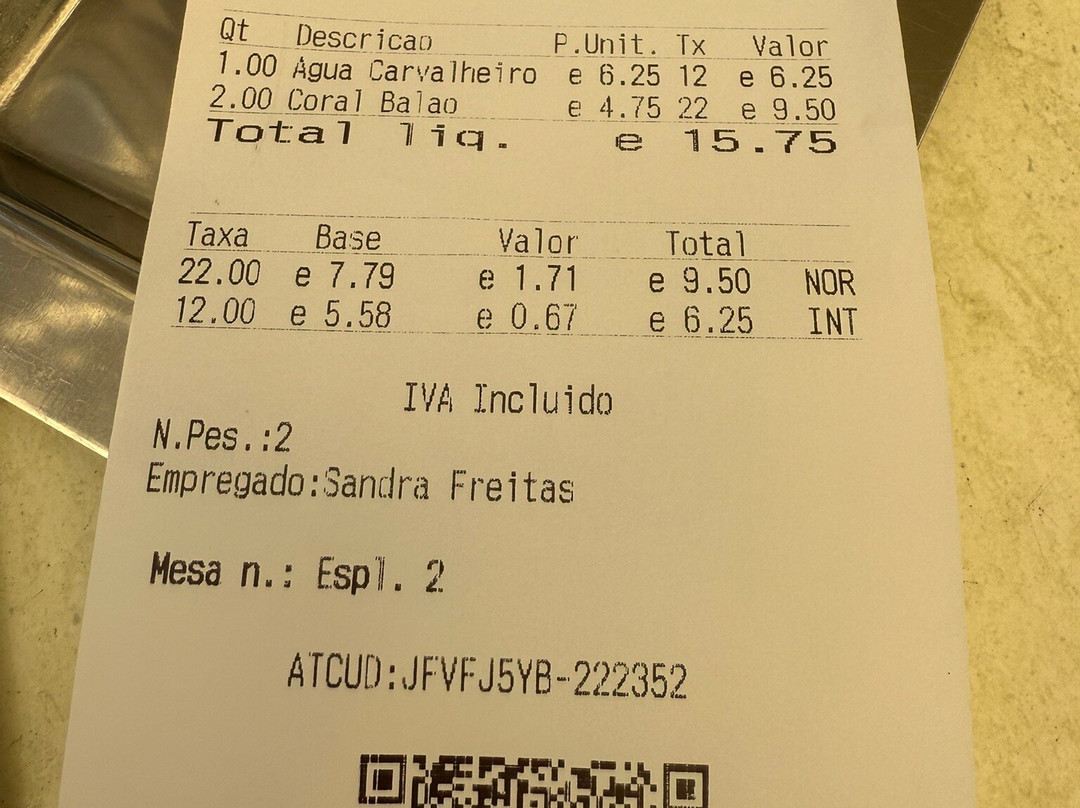 Qt Descricao P.Unit. Tx Valor
1.00 Agua Carvalheiro e 6.25 12 e 6.25
2.00 Coral Balao e 4.75 22 e 9.50
Total liq. e 15.75
Taxa Base Valor Total
22.00 e 7.79 e 1.71 e 9.50 NOR
12.00 e 5.58 e 0.67 e 6.25 INT
IVA Incluido
N.Pes.:2
Empregado:Sandra Freitas
Mesa n.: Espl. 2
ATCUD:JFVFJ5YB-222352